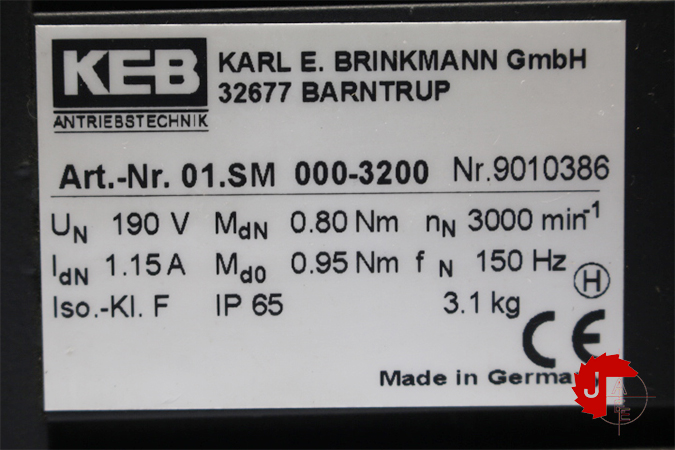 KEB KARL E. BRINKMANN GmbH
32677 BARNTRUP
ANTRIEBSTECHNIK
Art.-Nr. 01.SM 000-3200 Nr.9010386
UN 190 V MdN 0.80 Nm nN 3000 min-1
IdN 1.15 A Md0 0.95 Nm f N 150 Hz
H
Iso.-Kl. F IP 65 3.1 kg
CE
Made in Germany
J